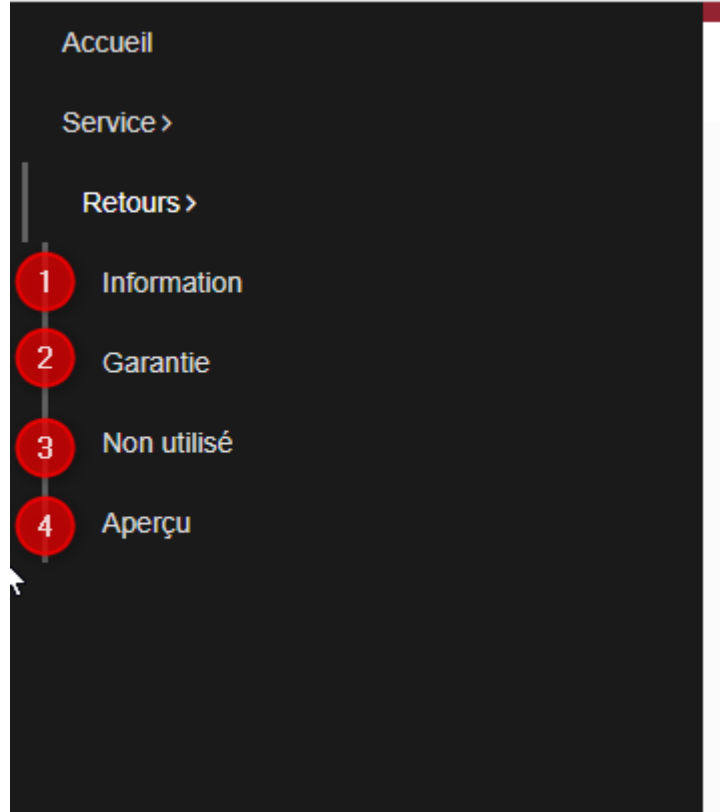 Accueil
Service >
Retours >
1 Information
2 Garantie
3 Non utilisé
4 Aperçu